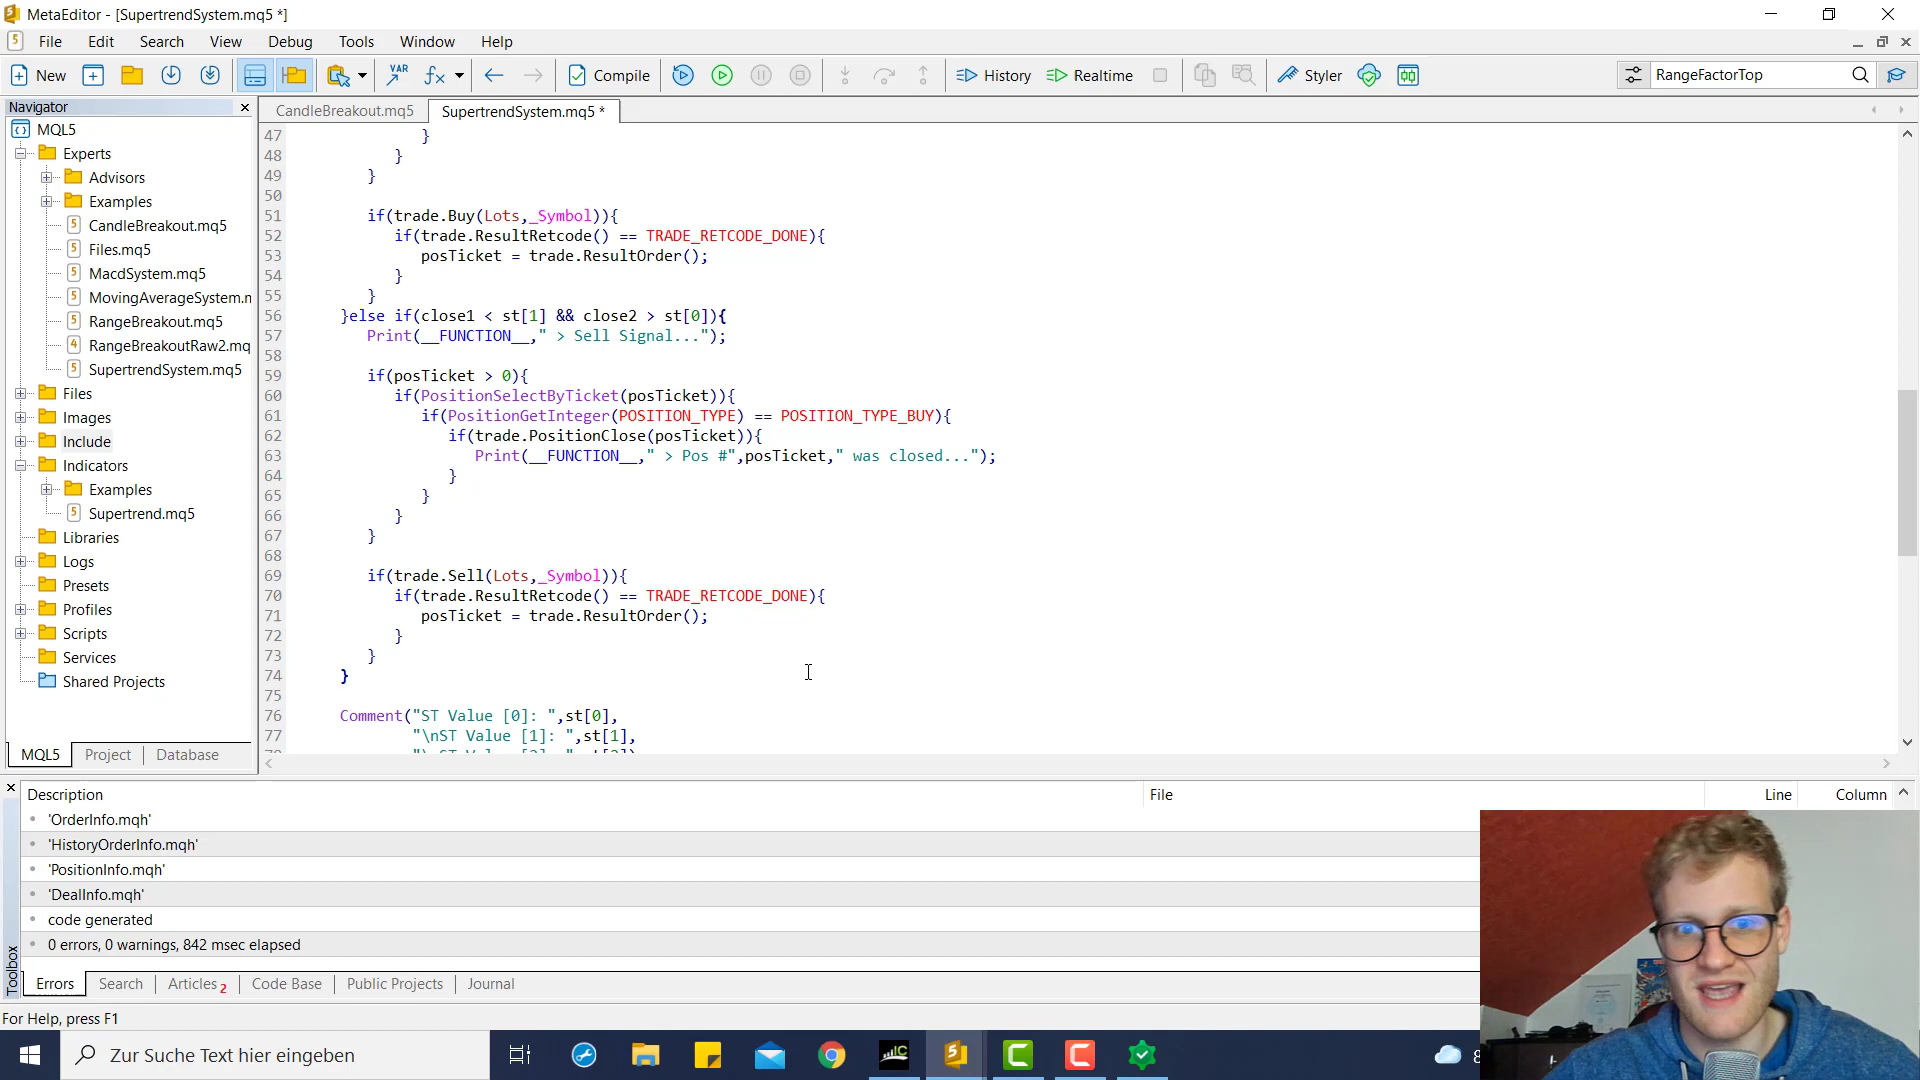 MetaEditor - [SupertrendSystem.mq5 *]
File Edit Search View Debug Tools Window Help
New VAR Compile History Realtime Styler RangeFactorTop
Navigator
CandleBreakout.mq5 SupertrendSystem.mq5 *
MQL5
Experts
Advisors
Examples
CandleBreakout.mq5
Files.mq5
MacdSystem.mq5
MovingAverageSystem.n
RangeBreakout.mq5
RangeBreakoutRaw2.mq
SupertrendSystem.mq5
Files
Images
Include
Indicators
Examples
Supertrend.mq5
Libraries
Logs
Presets
Profiles
Scripts
Services
Shared Projects
MQL5 Project Database
47 }
48 }
49 }
50
51 if(trade.Buy(Lots,_Symbol)){
52 if(trade.ResultRetcode() == TRADE_RETCODE_DONE){
53 posTicket = trade.ResultOrder();
54 }
55 }
56 }else if(close1 < st[1] && close2 > st[0]){
57 Print(__FUNCTION__," > Sell Signal...");
58
59 if(posTicket > 0){
60 if(PositionSelectByTicket(posTicket)){
61 if(PositionGetInteger(POSITION_TYPE) == POSITION_TYPE_BUY){
62 if(trade.PositionClose(posTicket)){
63 Print(__FUNCTION__," > Pos #",posTicket," was closed...");
64 }
65 }
66 }
67 }
68
69 if(trade.Sell(Lots,_Symbol)){
70 if(trade.ResultRetcode() == TRADE_RETCODE_DONE){
71 posTicket = trade.ResultOrder();
72 }
73 }
74 }
75
76 Comment("ST Value [0]: ",st[0],
77 "\nST Value [1]: ",st[1],
Description File Line Column
'OrderInfo.mqh'
'HistoryOrderInfo.mqh'
'PositionInfo.mqh'
'DealInfo.mqh'
code generated
0 errors, 0 warnings, 842 msec elapsed
Toolbox
Errors Search Articles 2 Code Base Public Projects Journal
For Help, press F1
Zur Suche Text hier eingeben